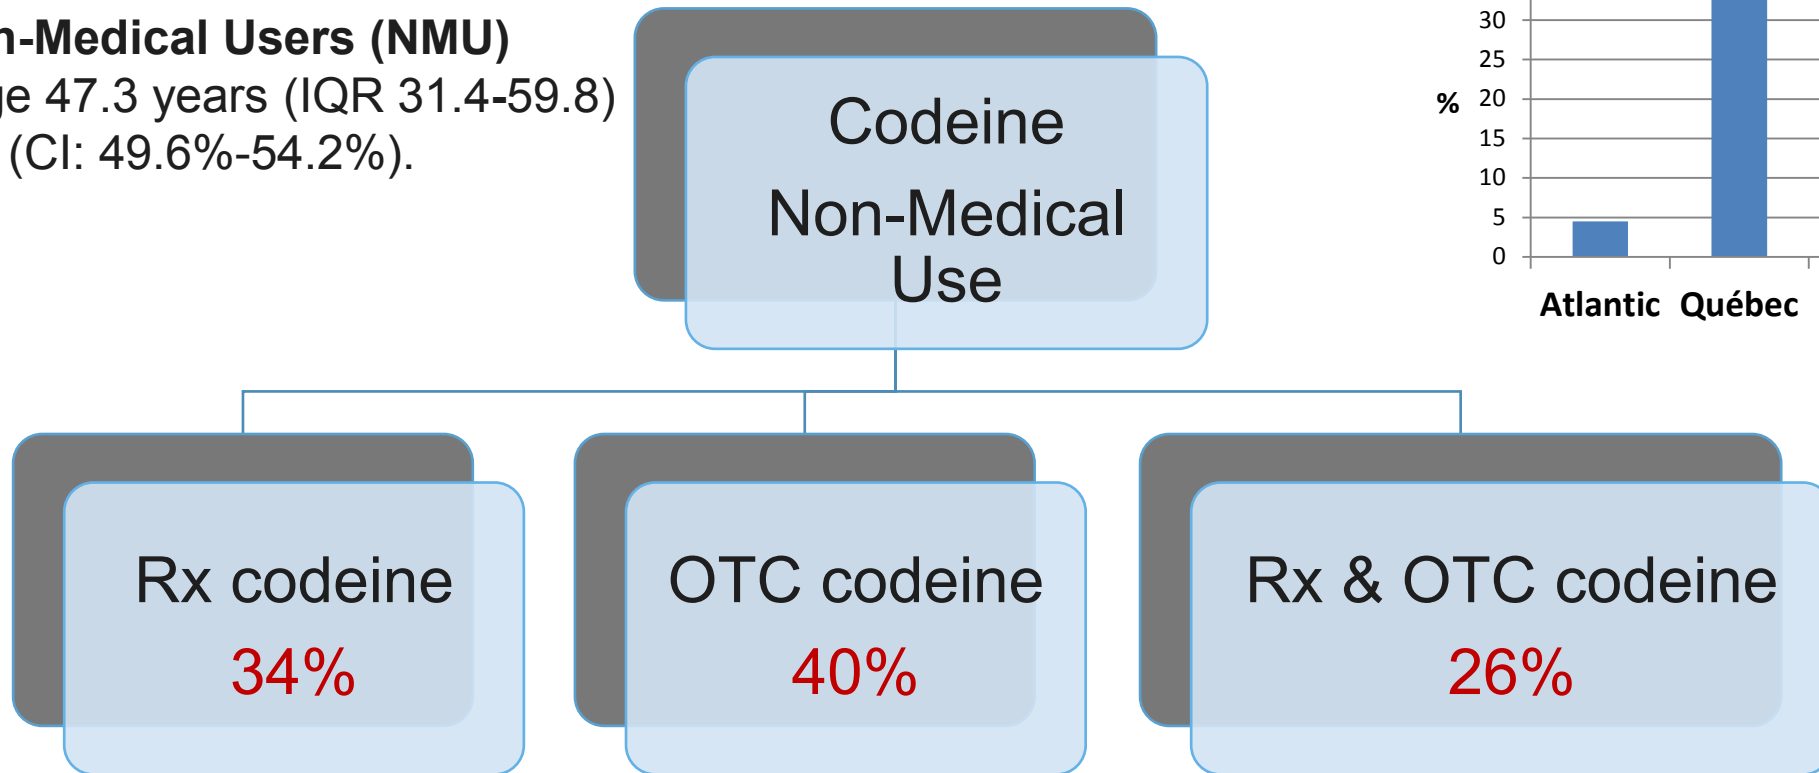 n-Medical Users (NMU)
ge 47.3 years (IQR 31.4-59.8)
(CI: 49.6%-54.2%).
Codeine
Non-Medical
Use
30
25
% 20
15
10
5
0
Atlantic Québec
Rx codeine
34%
OTC codeine
40%
Rx & OTC codeine
26%